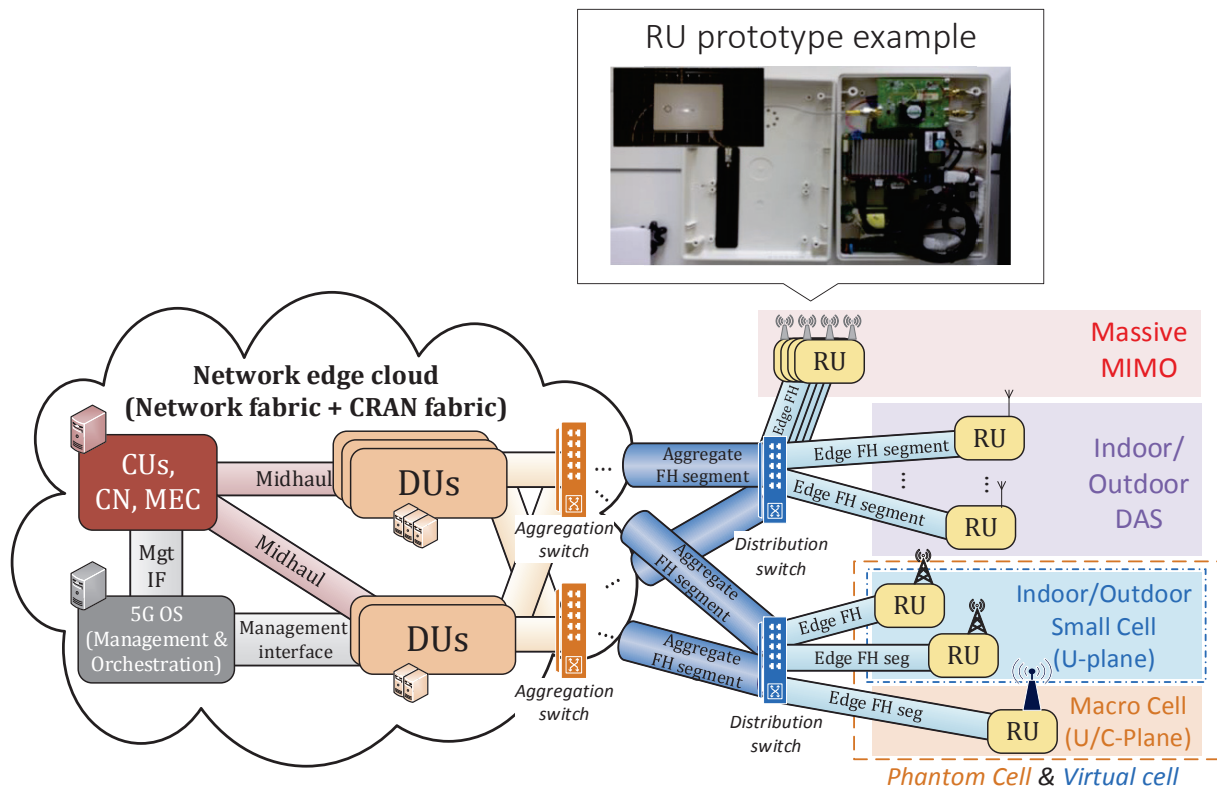 RU prototype example
Massive
MIMO
RU
Edge FH
Network edge cloud
(Network fabric + CRAN fabric)
CUs,
CN, MEC
Midhaul
DUs
Aggregation
switch
...
Aggregate
FH segment
Distribution
switch
Edge FH segment
RU
...
...
Edge FH segment
RU
Indoor/
Outdoor
DAS
Mgt
IF
Midhaul
5G OS
(Management &
Orchestration)
Management
interface
DUs
Aggregation
switch
...
Aggregate
FH segment
Aggregate
FH segment
Distribution
switch
Edge FH
RU
Edge FH seg
RU
Indoor/Outdoor
Small Cell
(U-plane)
Edge FH seg
RU
Macro Cell
(U/C-Plane)
Phantom Cell & Virtual cell